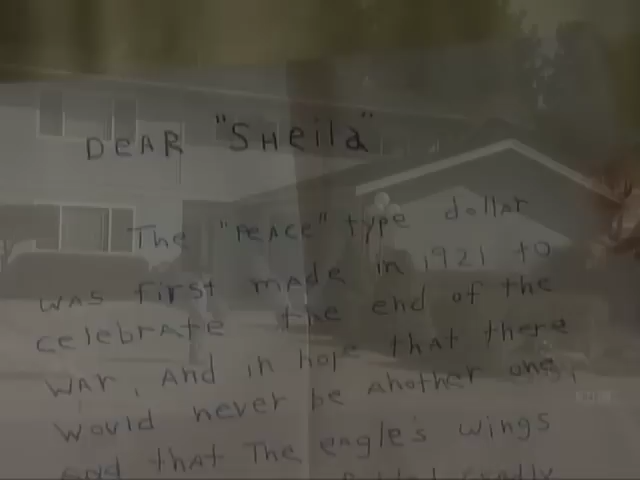 DEAR "SHeila"
The "PEACE" type dollar
was first made in 1921 to
celebrate the end of the
war, And in hope that there
would never be another one,
and that The eagle's wings